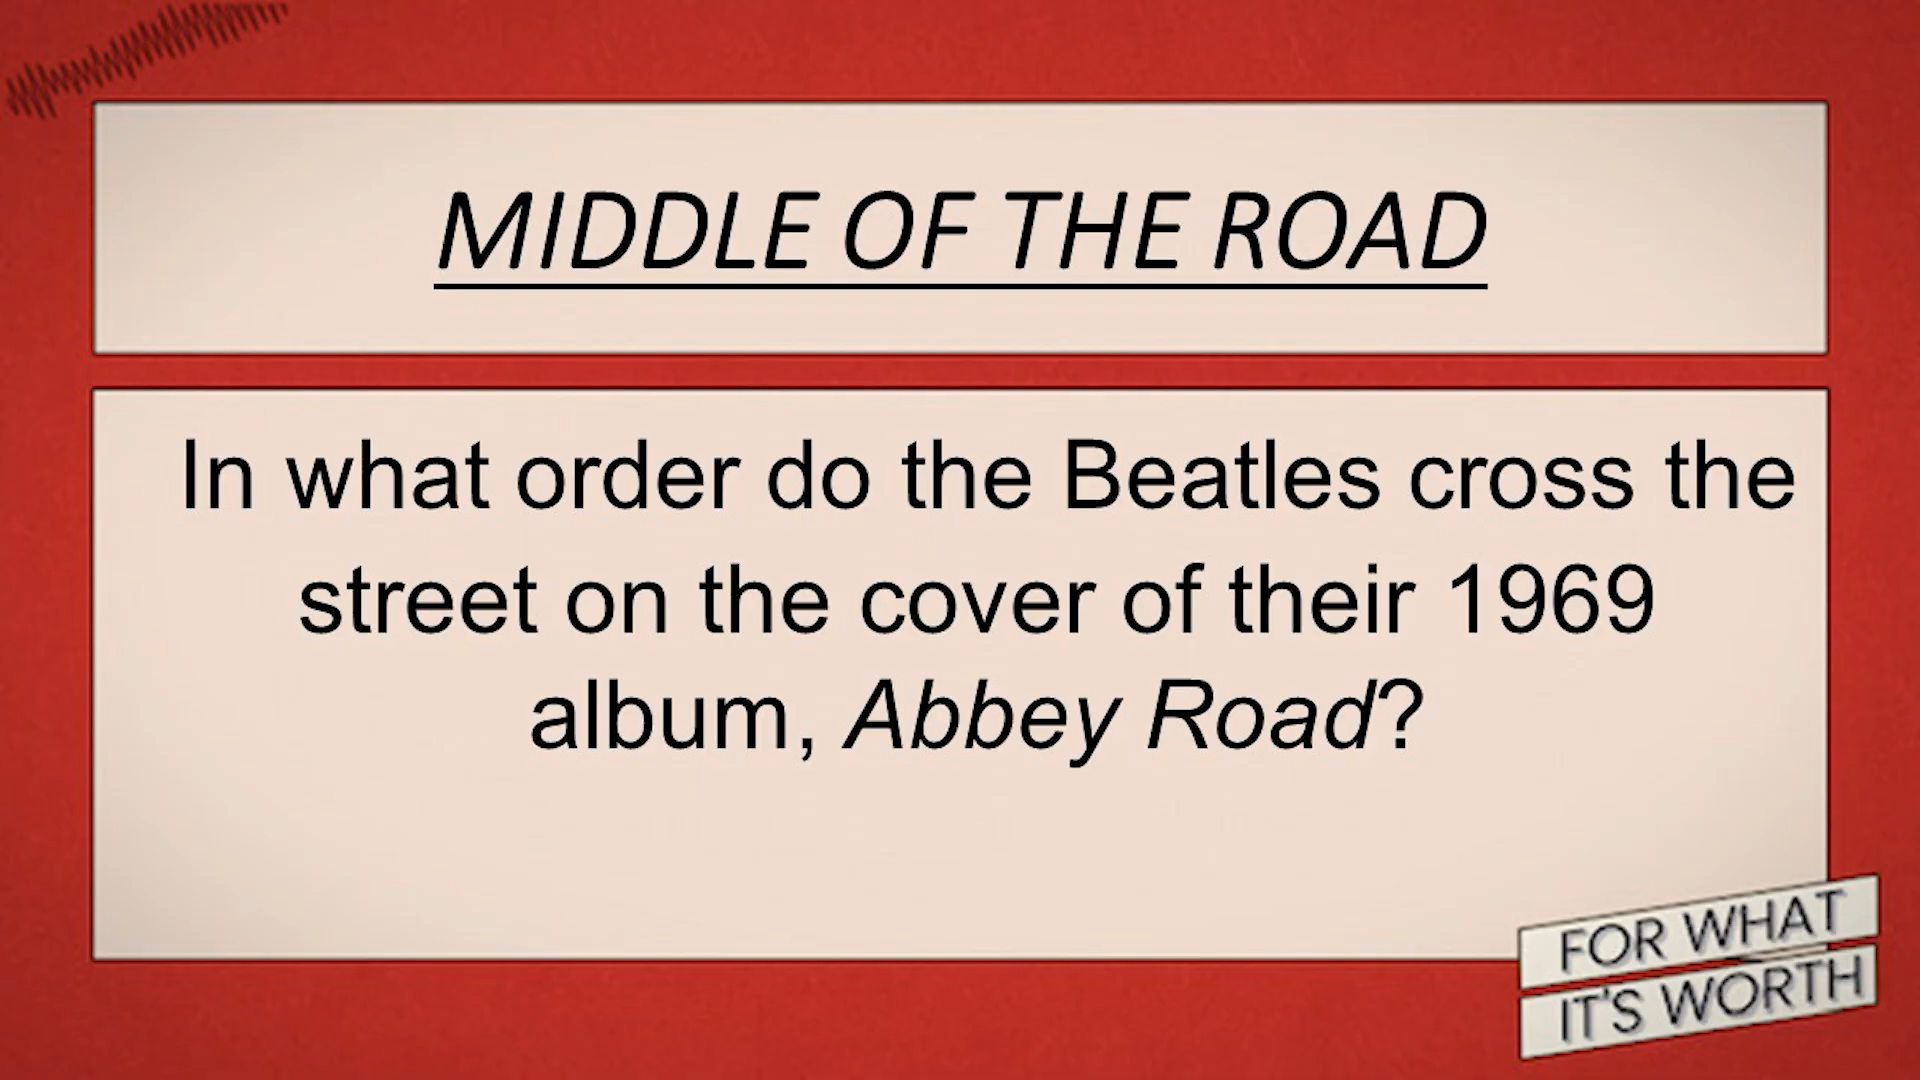 MIDDLE OF THE ROAD
In what order do the Beatles cross the
street on the cover of their 1969
album, Abbey Road?
FOR WHAT
IT'S WORTH